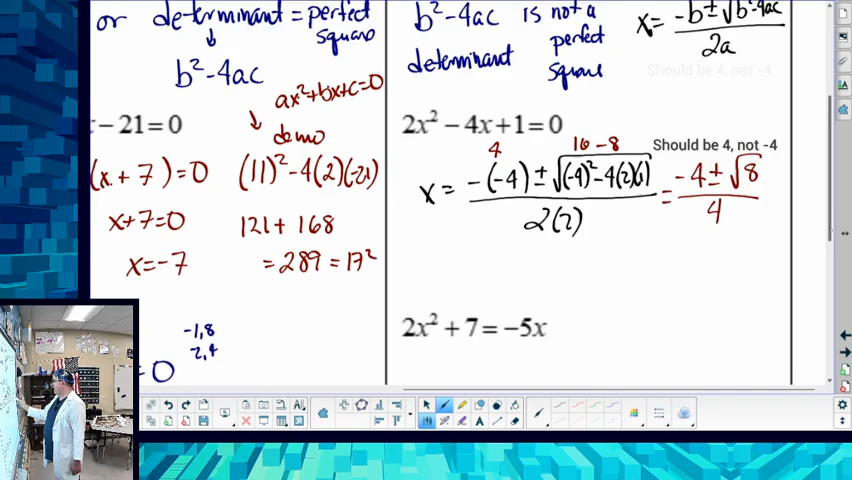 or determinant = perfect
square
b² - 4ac
ax² + bx + c = 0
demo
- 21 = 0
(x + 7) = 0
x + 7 = 0
x = -7
(11)² - 4(2)(-21)
121 + 168
= 289 = 17²
-1,8
2,4
= 0
b² - 4ac is not a
determinant perfect
square
x = -b ± √b² - 4ac
2a
Should be 4, not -4
2x² − 4x + 1 = 0
Should be 4, not -4
4 16 - 8
x = -(-4) ± √(-4)² - 4(2)(1) = -4 ± √8
2(2) 4
2x² + 7 = −5x